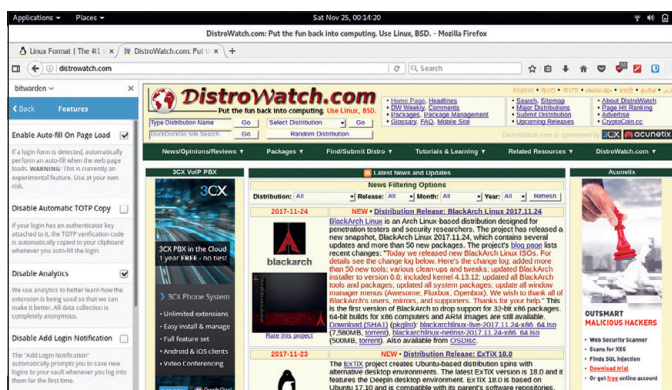 Applications
Places
Sat Nov 25, 00:14:20
DistroWatch.com: Put the fun back into computing. Use Linux, BSD. - Mozilla Firefox
Linux Format | The #1
DistroWatch.com: Put t
distrowatch.com
Search
bitwarden
Back
Features
Enable Auto-fill On Page Load
If a login form is detected, automatically
perform an auto-fill when the web page
loads. WARNING: This is currently an
experimental feature. Use at your own
risk.
Disable Automatic TOTP Copy
If your login has an authenticator key
attached to it, the TOTP verification code
is automatically copied to your clipboard
whenever you auto-fill the login.
Disable Analytics
We use analytics to better learn how the
extension is being used so that we can
make it better. All data collection is
completely anonymous.
Disable Add Login Notification
The "Add Login Notification"
automatically prompts you to save new
logins to your vault whenever you log into
them for the first time.
DistroWatch.com
Put the fun back into computing. Use Linux, BSD.
Type Distribution Name
Go
Select Distribution
Go
DuckDuckGo Site Search
Go
Random Distribution
• Home Page, Headlines
• DW Weekly, Comments
• Packages, Package Management
• Glossary, FAQ, Mobile Site
• Search, Sitemap
• Major Distributions
• Submit Distribution
• Upcoming Releases
• About DistroWatch
• Page Hit Ranking
• Advertise
• CryptoCoin.cc
DistroWatch.com is sponsored by
3CX
acunetix
News/Opinions/Reviews
Packages
Find/Submit Distro
Tutorials & Learning
Related Resources
DistroWatch.com
3CX VoIP PBX
3CX
3CX PBX in the Cloud
1 year FREE - no ties!
3CX Phone System
• Unlimited extensions
• Easy install & manage
• Full feature set
• Android & iOS clients
• Video Conferencing
Latest News and Updates
News Filtering Options
Distribution: All
Release: All
Month: All
Year: All
Refresh
2017-11-24
NEW • Distribution Release: BlackArch Linux 2017.11.24
blackarch
Rate this project
BlackArch Linux is an Arch Linux-based distribution designed for
penetration testers and security researchers. The project has released a
new snapshot, BlackArch Linux 2017.11.24, which contains several
updates and more than 50 new packages. The project's blog page lists
recent changes: "Today we released new BlackArch Linux ISOs. For
details see the change log below. Here's the change log: added more
than 50 new tools; various clean-ups and tweaks; updated BlackArch
installer to version 0.6; included kernel 4.13.12; updated all BlackArch
tools and packages; updated all system packages; update all window
manager menus (Awesome, Fluxbox, Openbox). We wish to thank all of
BlackArch's users, mirrors, and supporters. Thanks for your help." This
is the first version of BlackArch to drop support for 32-bit x86 packages.
64-bit builds for x86 computers and ARM images are still available.
Download (SHA1) (pkglist): blackarchlinux-live-2017.11.24-x86_64.iso
(7,580MB, torrent), blackarchlinux-netinst-2017.11.24-x86_64.iso
(500MB, torrent). Also available from OSDisc.
2017-11-23
NEW • Distribution Release: ExTiX 18.0
The ExTiX project creates Ubuntu-based distribution spins with
alternative desktop environments. The latest ExTiX version is 18.0 and it
features the Deepin desktop environment. ExTiX 18.0 is based on
Ubuntu 17.10 and is compatible with its parent's software repositories.
Acunetix
OUTSMART
MALICIOUS HACKERS
• Web Security Scanner
• Scans for XSS
• Finds SQL Injection
• Download trial
• Or get free online account